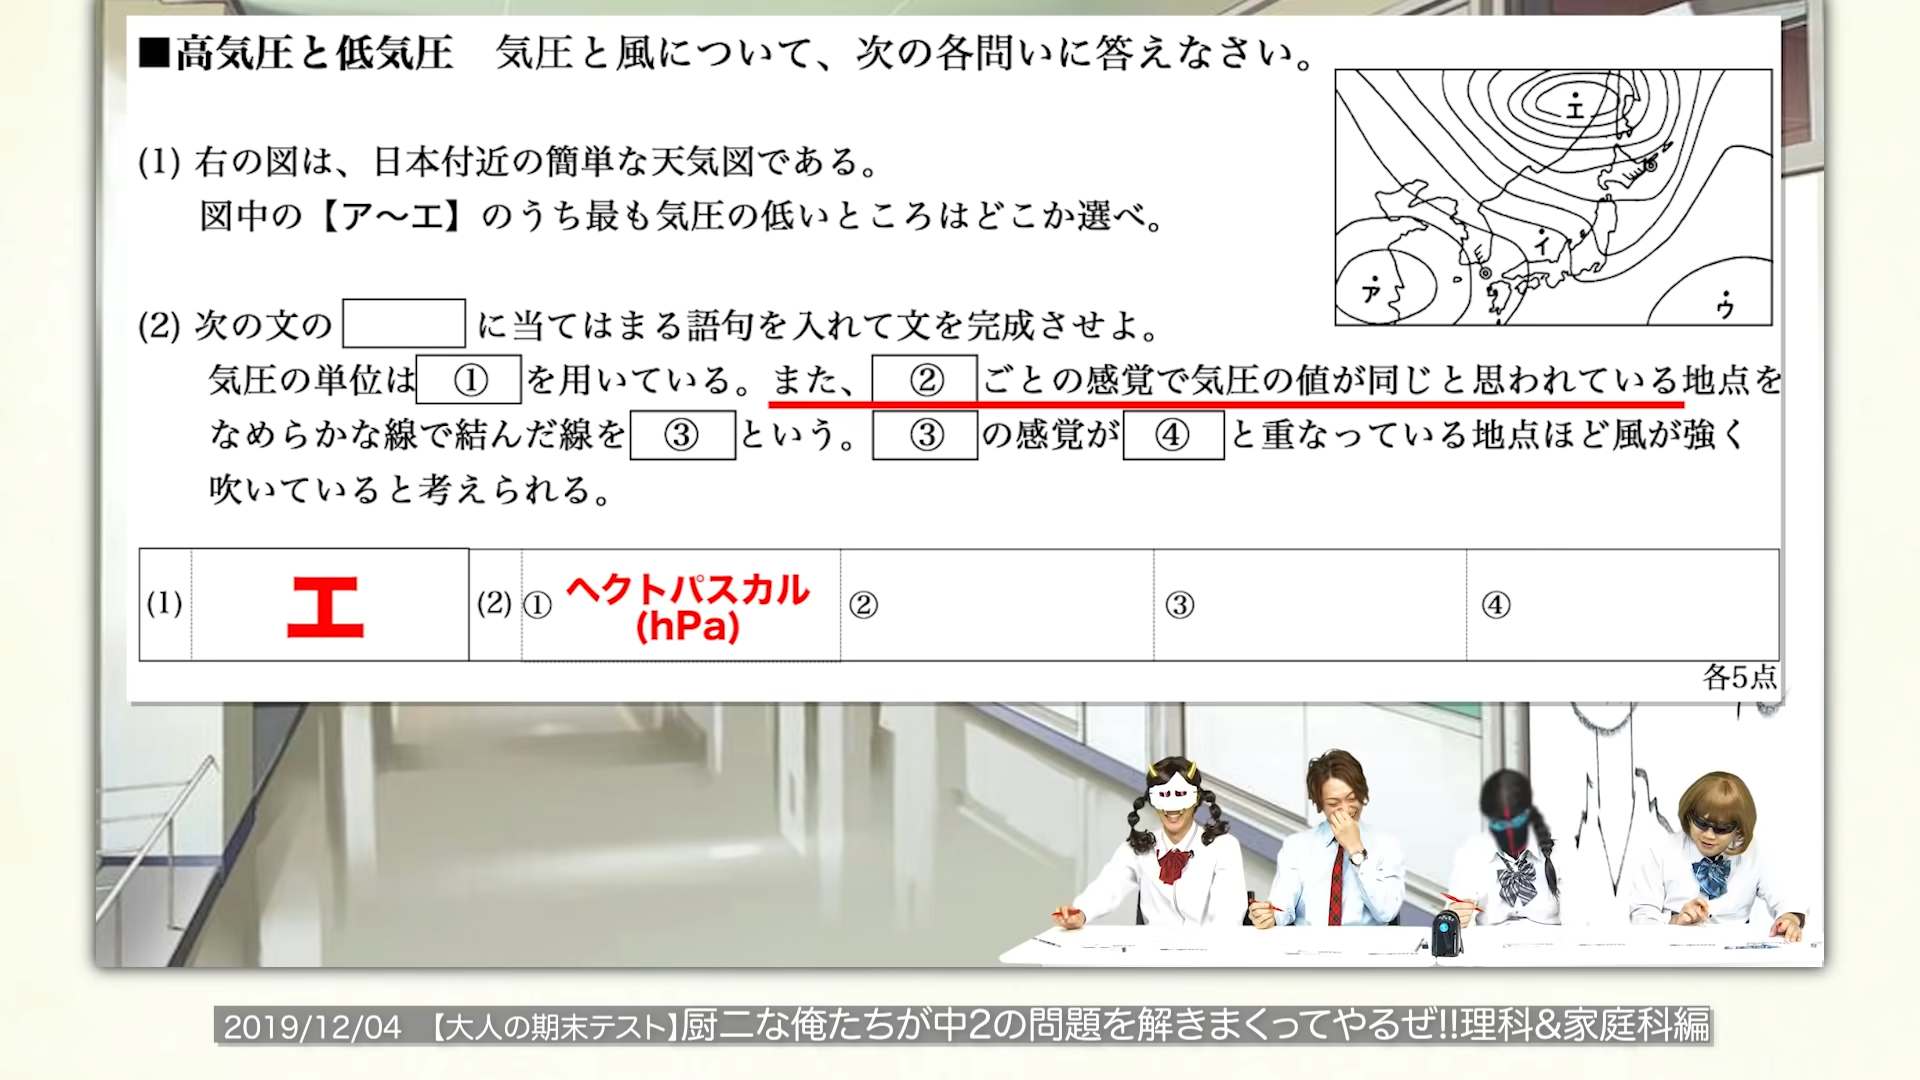 ■高気圧と低気圧 気圧と風について、次の各問いに答えなさい。
(1) 右の図は、日本付近の簡単な天気図である。
図中の【ア～エ】のうち最も気圧の低いところはどこか選べ。
エ
イ
ア
ウ
(2) 次の文の に当てはまる語句を入れて文を完成させよ。
気圧の単位は ① を用いている。また、 ② ごとの感覚で気圧の値が同じと思われている地点を
なめらかな線で結んだ線を ③ という。 ③ の感覚が ④ と重なっている地点ほど風が強く
吹いていると考えられる。
(1) エ (2) ① ヘクトパスカル ② ③ ④
(hPa)
各5点
2019/12/04 【大人の期末テスト】厨二な俺たちが中2の問題を解きまくってやるぜ!!理科&家庭科編